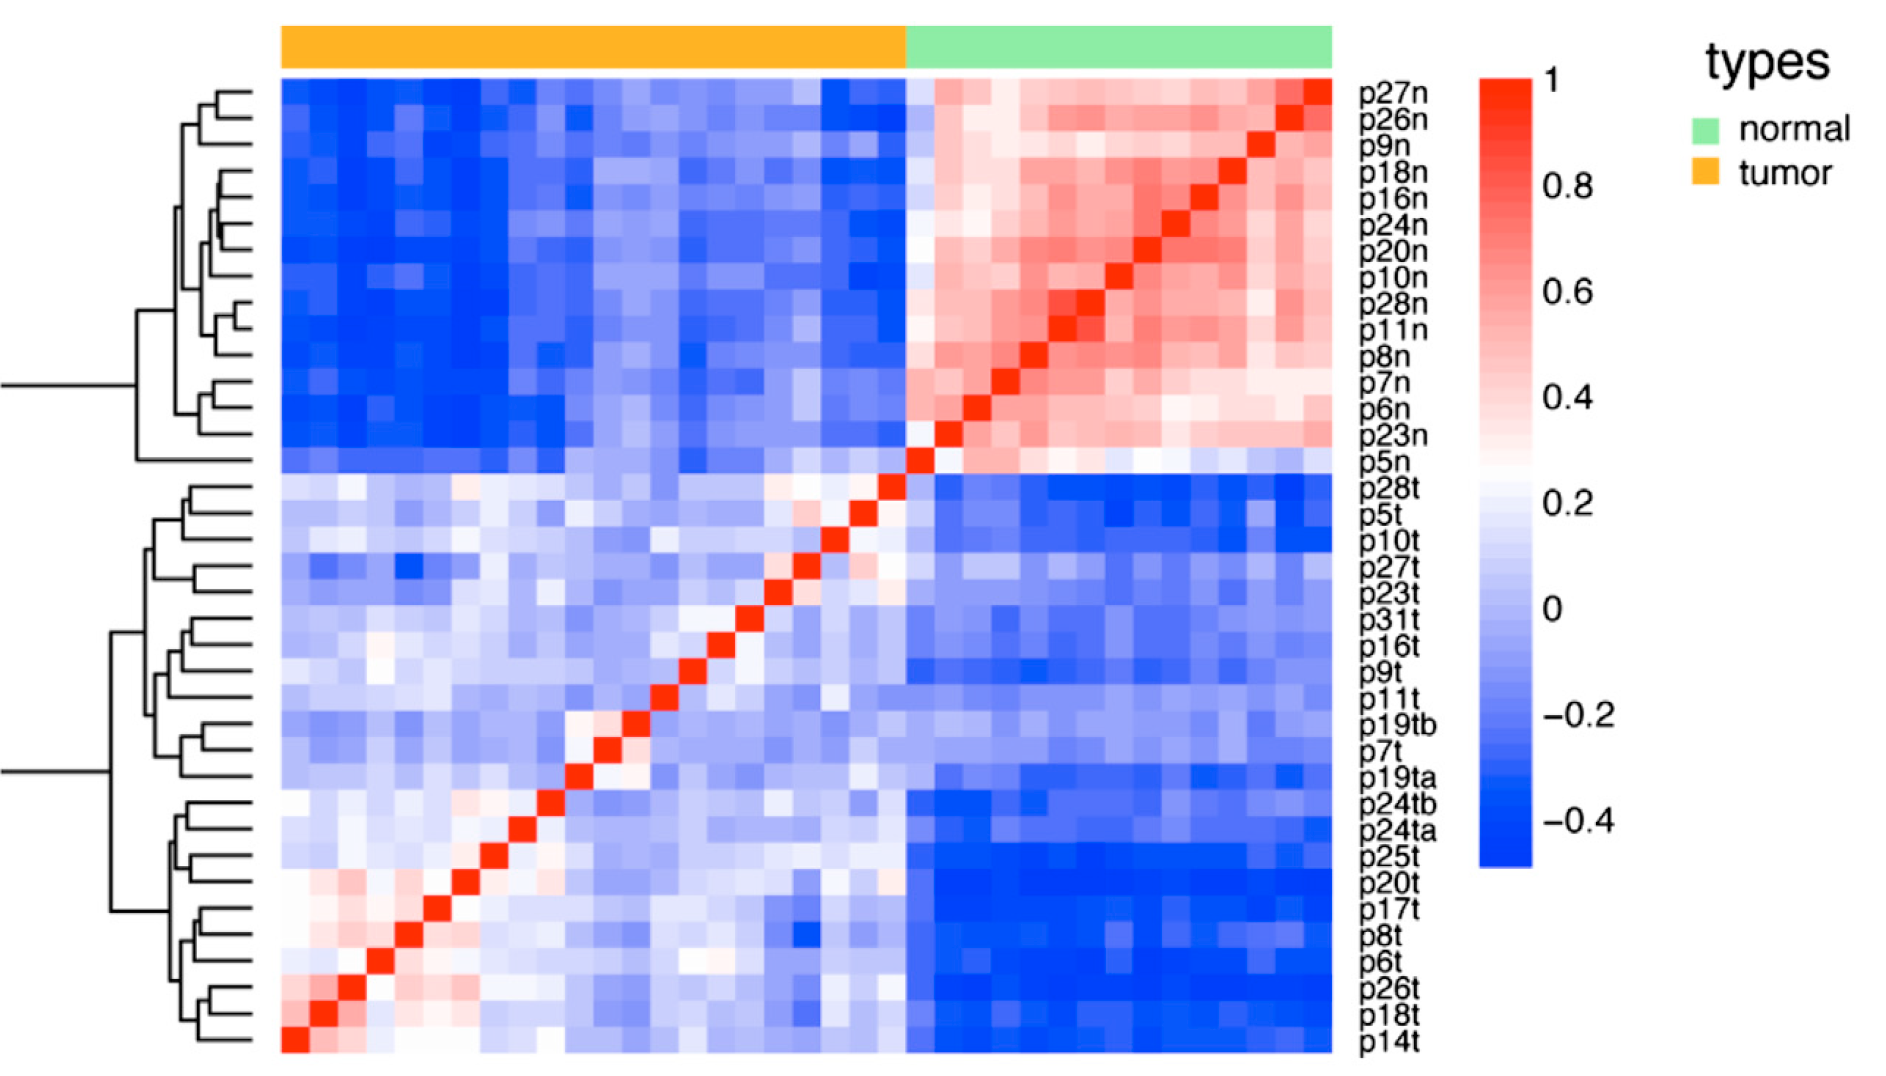 p27n
p26n
p9n
p18n
p16n
p24n
p20n
p10n
p28n
p11n
p8n
p7n
p6n
p23n
p5n
p28t
p5t
p10t
p27t
p23t
p31t
p16t
p9t
p11t
p19tb
p7t
p19ta
p24tb
p24ta
p25t
p20t
p17t
p8t
p6t
p26t
p18t
p14t
1
0.8
0.6
0.4
0.2
0
−0.2
−0.4
types
normal
tumor